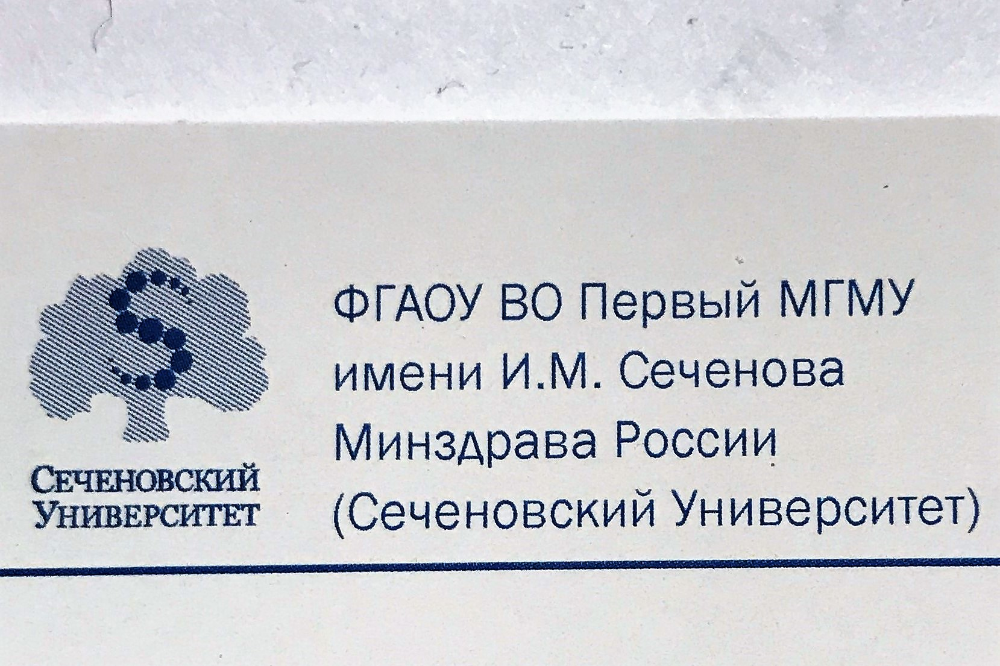 ФГАОУ ВО Первый МГМУ
имени И.М. Сеченова
Минздрава России
(Сеченовский Университет)
СЕЧЕНОВСКИЙ
УНИВЕРСИТЕТ